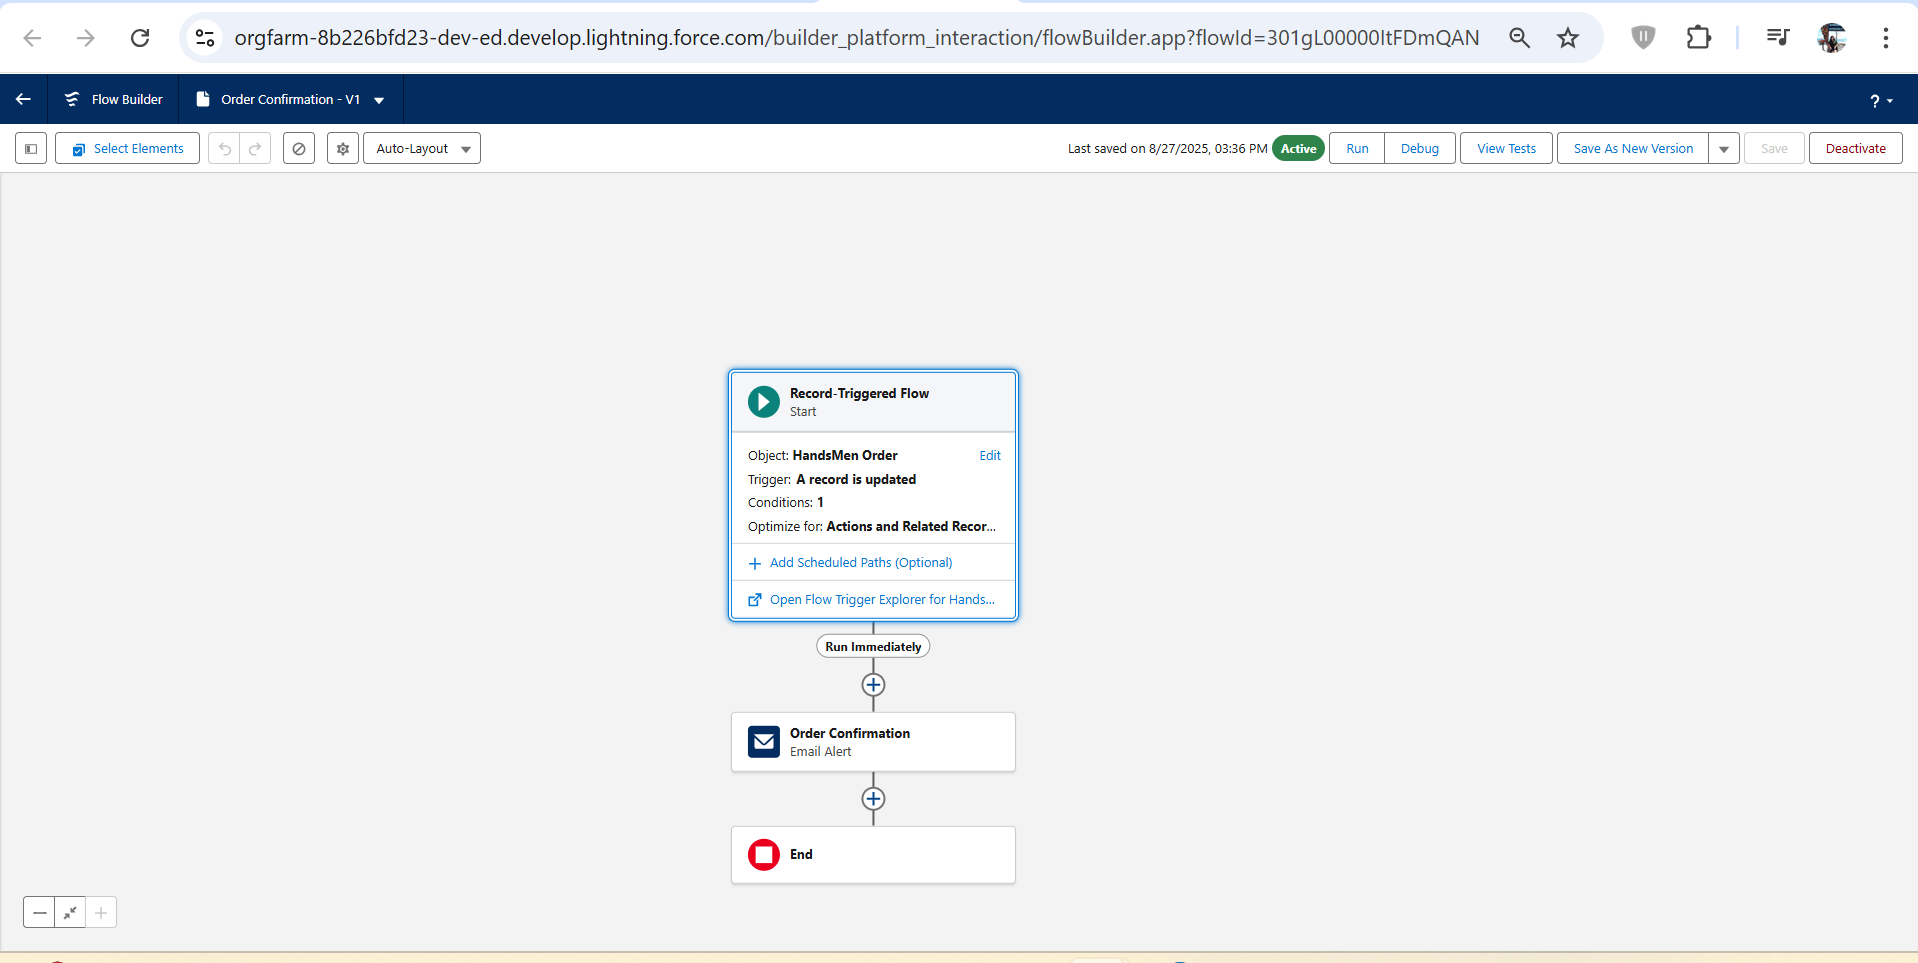 orgfarm-8b226bfd23-dev-ed.develop.lightning.force.com/builder_platform_interaction/flowBuilder.app?flowId=301gL00000ItFDmQAN
Flow Builder
Order Confirmation - V1
?
Select Elements
Auto-Layout
Last saved on 8/27/2025, 03:36 PM
Active
Run
Debug
View Tests
Save As New Version
Save
Deactivate
Record-Triggered Flow
Start
Object: HandsMen Order
Edit
Trigger: A record is updated
Conditions: 1
Optimize for: Actions and Related Recor...
Add Scheduled Paths (Optional)
Open Flow Trigger Explorer for Hands...
Run Immediately
Order Confirmation
Email Alert
End